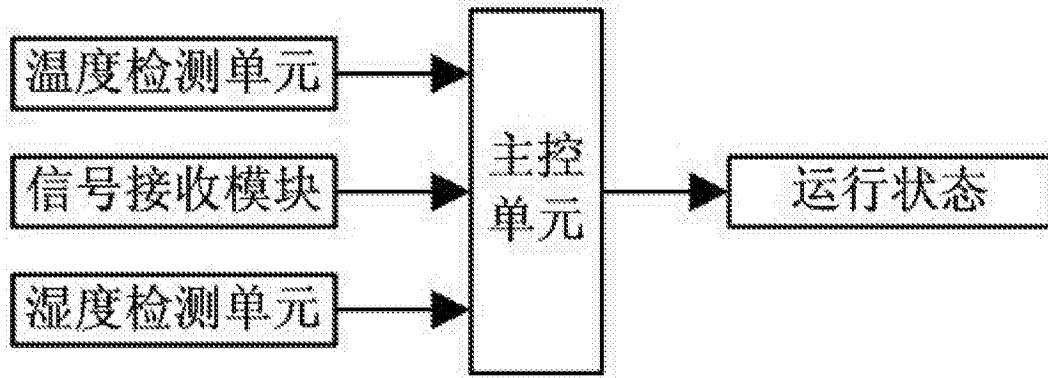 温度检测单元
信号接收模块
湿度检测单元
主控
单元
运行状态